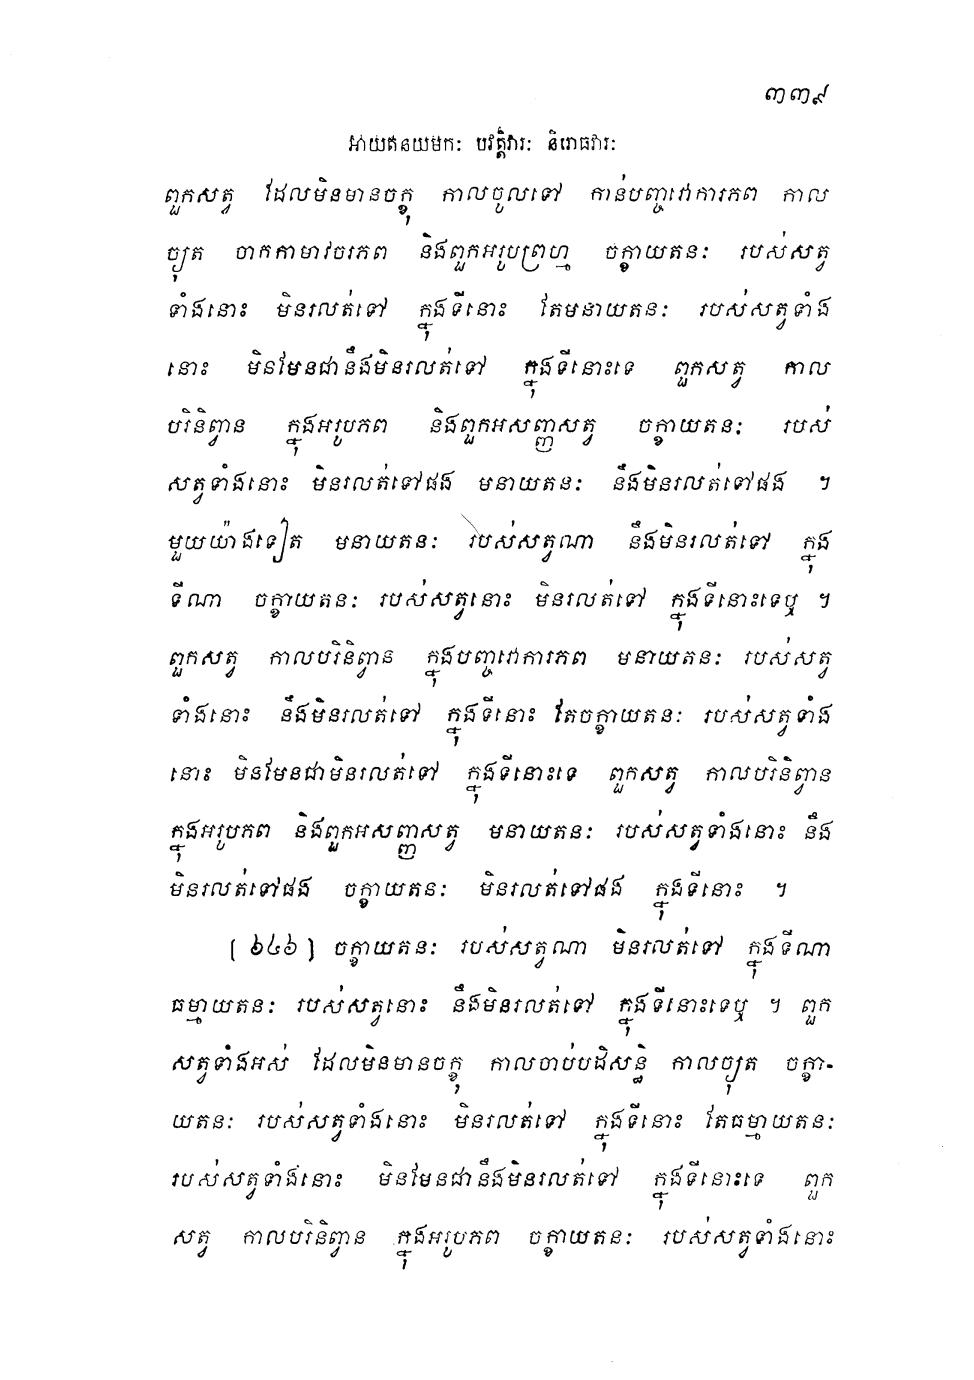 ៣៣៩
អាយតនយមកៈ បវត្តិវារៈ និរោធវារៈ
ពួកសត្វ ដែលមិនមានចក្ខុ កាលចូលទៅ កាន់បញ្ចវោការភព កាល
ច្យុត ចាកកាមាវចរភព និងពួកអរូបព្រហ្ម ចក្ខាយតនៈ របស់សត្វ
ទាំងនោះ មិនរលត់ទៅ ក្នុងទីនោះ តែមនាយតនៈ របស់សត្វទាំង
នោះ មិនមែនជានឹងមិនរលត់ទៅ ក្នុងទីនោះទេ ពួកសត្វ កាល
បរិនិព្វាន ក្នុងអរូបភព និងពួកអសញ្ញសត្វ ចក្ខាយតនៈ របស់
សត្វទាំងនោះ មិនរលត់ទៅផង មនាយតនៈ នឹងមិនរលត់ទៅផង ។
មួយយ៉ាងទៀត មនាយតនៈ របស់សត្វណា នឹងមិនរលត់ទៅ ក្នុង
ទីណា ចក្ខាយតនៈ របស់សត្វនោះ មិនរលត់ទៅ ក្នុងទីនោះទេឬ ។
ពួកសត្វ កាលបរិនិព្វាន ក្នុងបញ្ចវោការភព មនាយតនៈ របស់សត្វ
ទាំងនោះ នឹងមិនរលត់ទៅ ក្នុងទីនោះ តែចក្ខាយតនៈ របស់សត្វទាំង
នោះ មិនមែនជាមិនរលត់ទៅ ក្នុងទីនោះទេ ពួកសត្វ កាលបរិនិព្វាន
ក្នុងអរូបភព និងពួកអសញ្ញសត្វ មនាយតនៈ របស់សត្វទាំងនោះ នឹង
មិនរលត់ទៅផង ចក្ខាយតនៈ មិនរលត់ទៅផង ក្នុងទីនោះ ។
[ ៦៤៦ ] ចក្ខាយតនៈ របស់សត្វណា មិនរលត់ទៅ ក្នុងទីណា
ធម្មាយតនៈ របស់សត្វនោះ នឹងមិនរលត់ទៅ ក្នុងទីនោះទេឬ ។ ពួក
សត្វទាំងអស់ ដែលមិនមានចក្ខុ កាលចាប់បដិសន្ធិ កាលច្យុត ចក្ខា-
យតនៈ របស់សត្វទាំងនោះ មិនរលត់ទៅ ក្នុងទីនោះ តែធម្មាយតនៈ
របស់សត្វទាំងនោះ មិនមែនជានឹងមិនរលត់ទៅ ក្នុងទីនោះទេ ពួក
សត្វ កាលបរិនិព្វាន ក្នុងអរូបភព ចក្ខាយតនៈ របស់សត្វទាំងនោះ